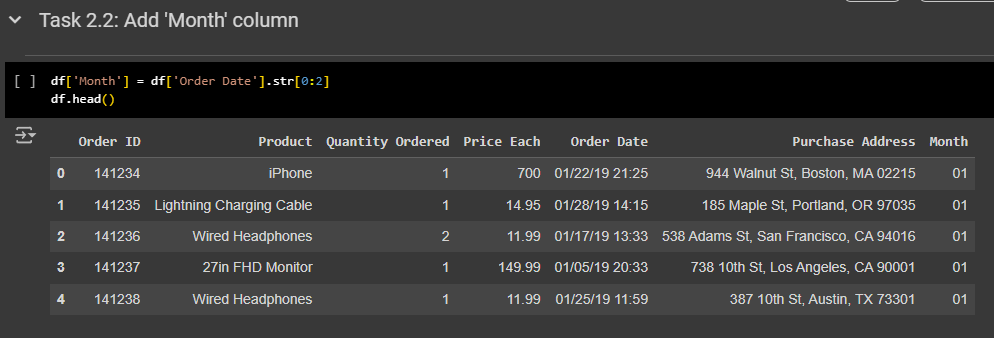 Task 2.2: Add 'Month' column
[ ] df['Month'] = df['Order Date'].str[0:2]
df.head()
Order ID Product Quantity Ordered Price Each Order Date Purchase Address Month
0 141234 iPhone 1 700 01/22/19 21:25 944 Walnut St, Boston, MA 02215 01
1 141235 Lightning Charging Cable 1 14.95 01/28/19 14:15 185 Maple St, Portland, OR 97035 01
2 141236 Wired Headphones 2 11.99 01/17/19 13:33 538 Adams St, San Francisco, CA 94016 01
3 141237 27in FHD Monitor 1 149.99 01/05/19 20:33 738 10th St, Los Angeles, CA 90001 01
4 141238 Wired Headphones 1 11.99 01/25/19 11:59 387 10th St, Austin, TX 73301 01